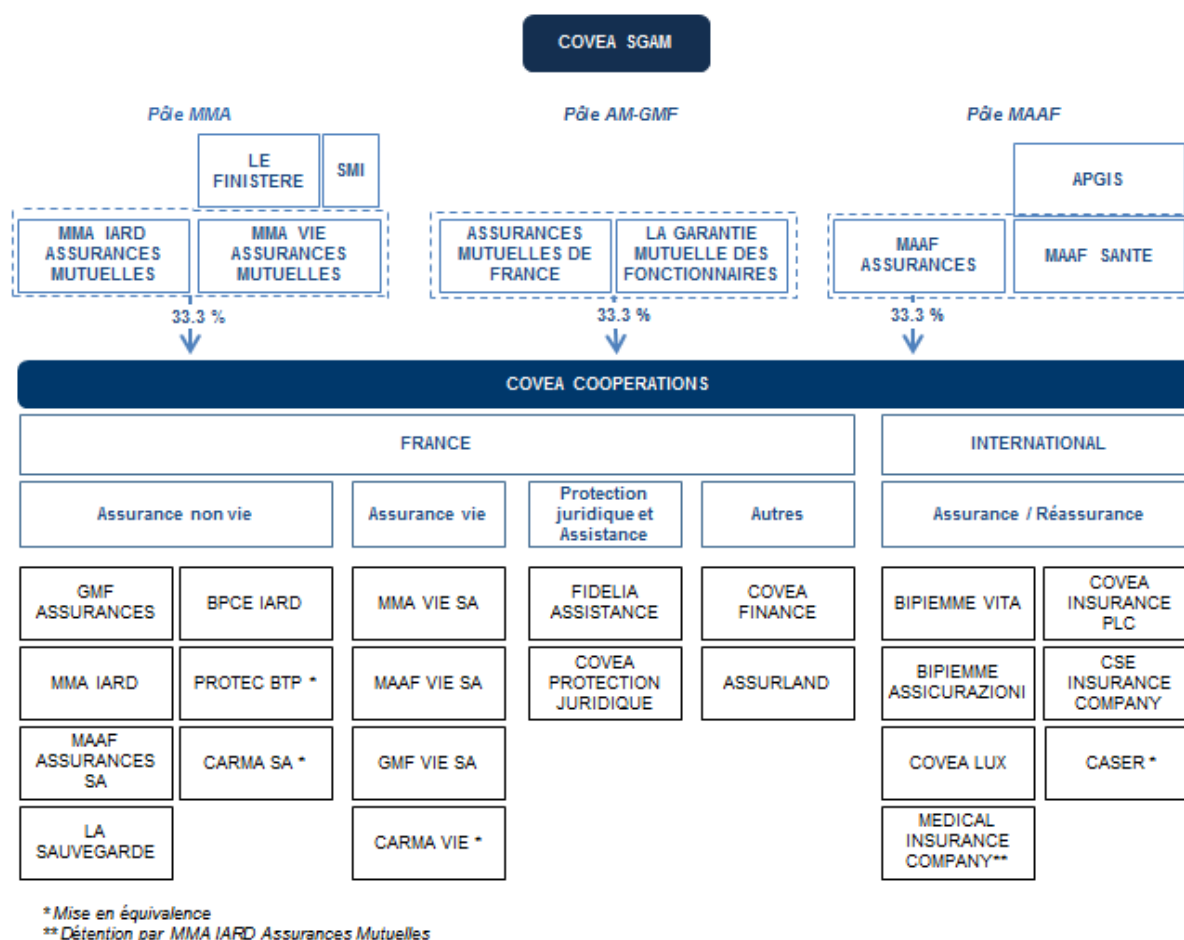 COVEA SGAM
Pôle MMA
Pôle AM-GMF
Pôle MAAF
LE
FINISTERE
SMI
APGIS
MMA IARD
ASSURANCES
MUTUELLES
MMA VIE
ASSURANCES
MUTUELLES
ASSURANCES
MUTUELLES DE
FRANCE
LA GARANTIE
MUTUELLE DES
FONCTIONNAIRES
MAAF
ASSURANCES
MAAF SANTE
33.3 %
33.3 %
33.3 %
COVEA COOPERATIONS
FRANCE
INTERNATIONAL
Assurance non vie
Assurance vie
Protection
juridique et
Assistance
Autres
Assurance / Réassurance
GMF
ASSURANCES
BPCE IARD
MMA VIE SA
FIDELIA
ASSISTANCE
COVEA
FINANCE
BIPIEMME VITA
COVEA
INSURANCE
PLC
MMA IARD
PROTEC BTP *
MAAF VIE SA
COVEA
PROTECTION
JURIDIQUE
ASSURLAND
BIPIEMME
ASSICURAZIONI
CSE
INSURANCE
COMPANY
MAAF
ASSURANCES
SA
CARMA SA *
GMF VIE SA
COVEA LUX
CASER *
LA
SAUVEGARDE
CARMA VIE *
MEDICAL
INSURANCE
COMPANY**
* Mise en équivalence
** Détention par MMA IARD Assurances Mutuelles